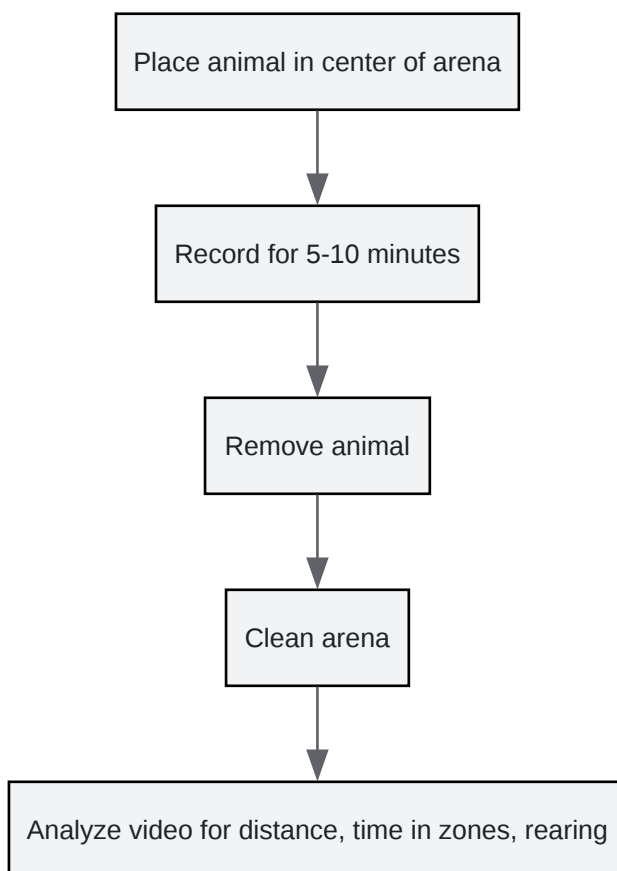 Place animal in center of arena
Record for 5-10 minutes
Remove animal
Clean arena
Analyze video for distance, time in zones, rearing